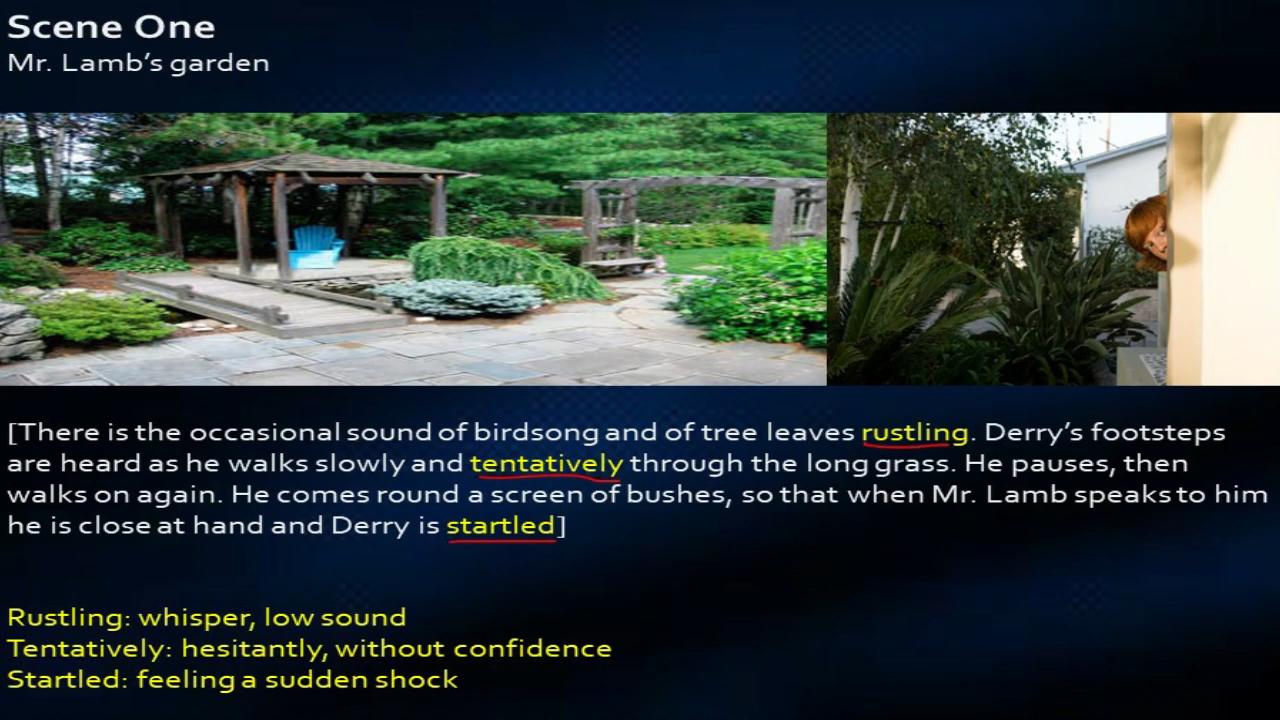 Scene One
Mr. Lamb’s garden
[There is the occasional sound of birdsong and of tree leaves rustling. Derry’s footsteps
are heard as he walks slowly and tentatively through the long grass. He pauses, then
walks on again. He comes round a screen of bushes, so that when Mr. Lamb speaks to him
he is close at hand and Derry is startled]
Rustling: whisper, low sound
Tentatively: hesitantly, without confidence
Startled: feeling a sudden shock